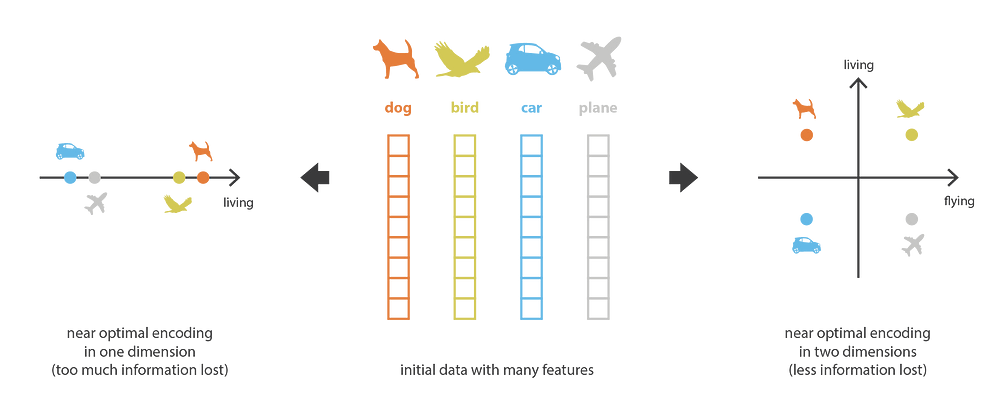 dog
bird
car
plane
living
near optimal encoding
in one dimension
(too much information lost)
initial data with many features
living
flying
near optimal encoding
in two dimensions
(less information lost)